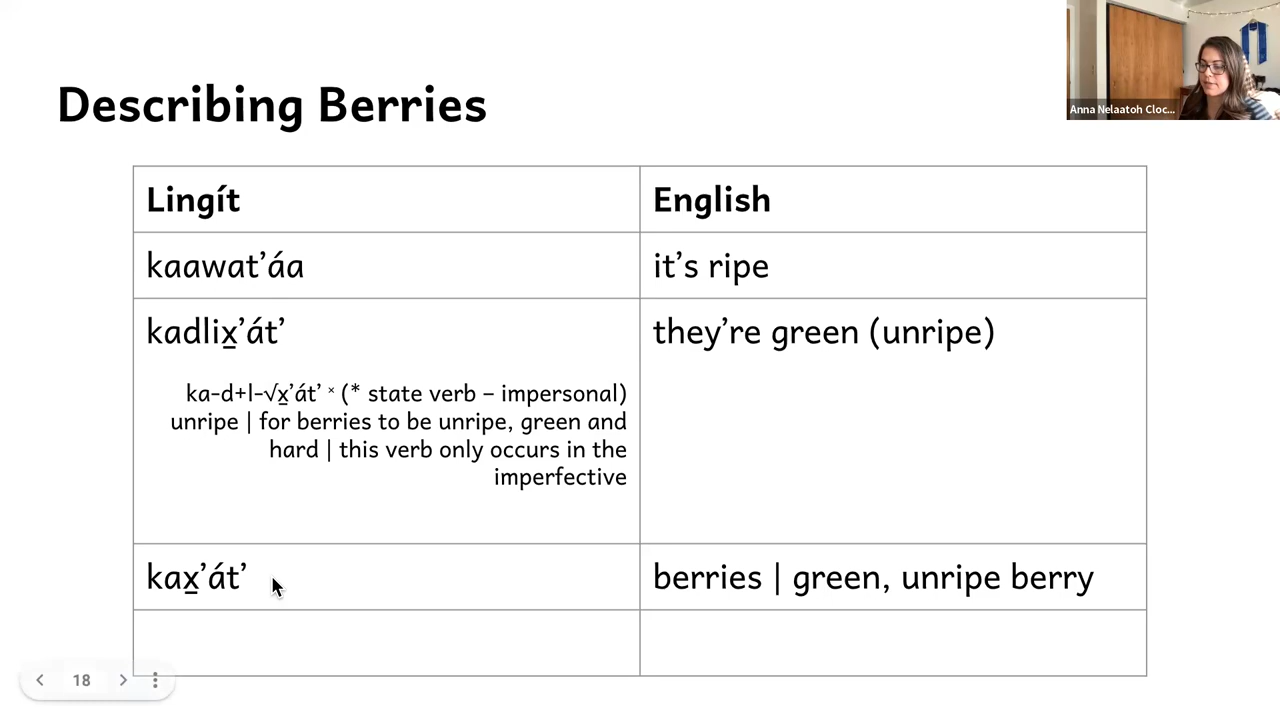 Anna Nelaatoh Cloc...
Describing Berries
Lingít English
kaawat’áa it’s ripe
kadlix̱’át’ they’re green (unripe)
ka-d+l-√x̱’át’ ˣ (* state verb – impersonal)
unripe | for berries to be unripe, green and
hard | this verb only occurs in the
imperfective
kax̱’át’ berries | green, unripe berry
18